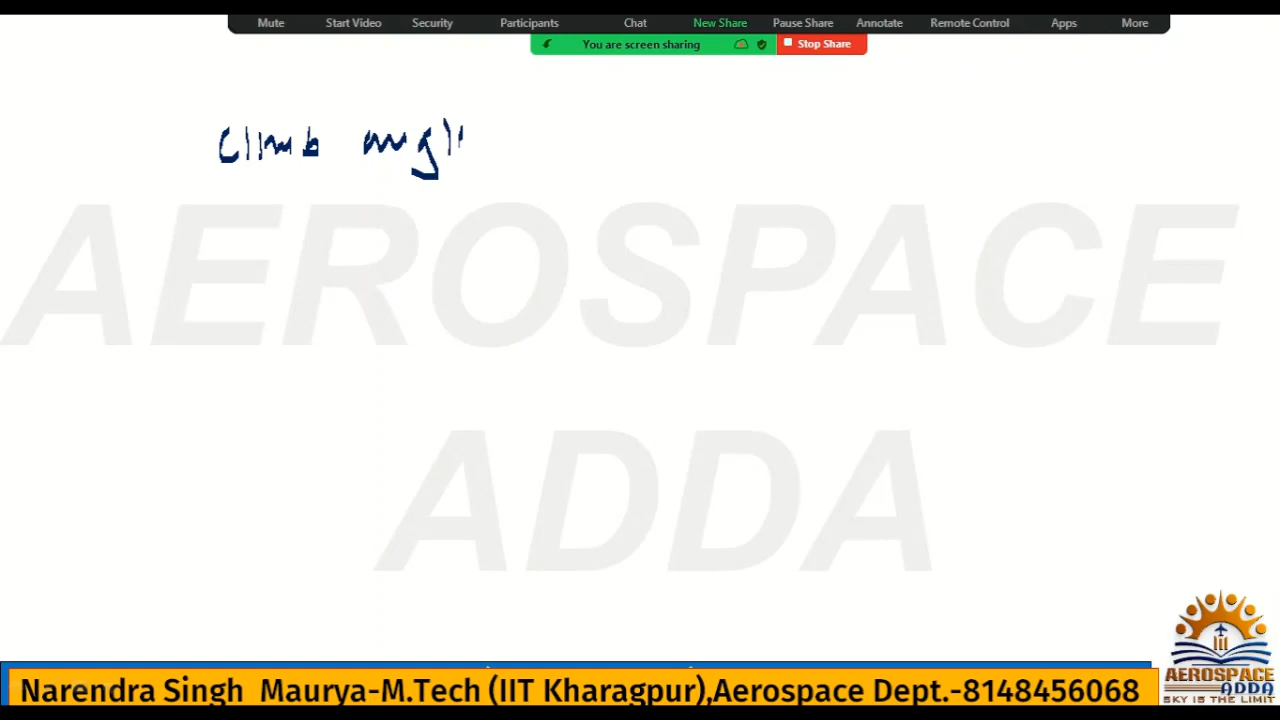 Mute Start Video Security Participants Chat New Share Pause Share Annotate Remote Control Apps More
You are screen sharing Stop Share
Climb angl
AEROSPACE
ADDA
AEROSPACE
ADDA
SKY IS THE LIMIT
Narendra Singh Maurya-M.Tech (IIT Kharagpur),Aerospace Dept.-8148456068